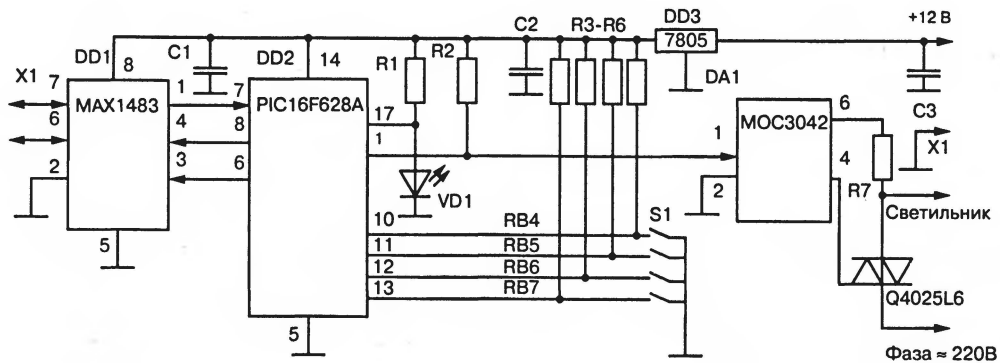 C2 R3-R6 DD3 +12 В
DD1 C1 R2 7805
8 DD2 14 R1
X1 DA1
7 1 7 6
MAX1483 PIC16F628A MOC3042 C3
17
6 4 8 1 1 4 X1
3 6 R7
2 VD1 2
Светильник
10 RB4 S1
11 RB5
5 12 RB6
13 RB7 Q4025L6
5
Фаза ≈ 220В